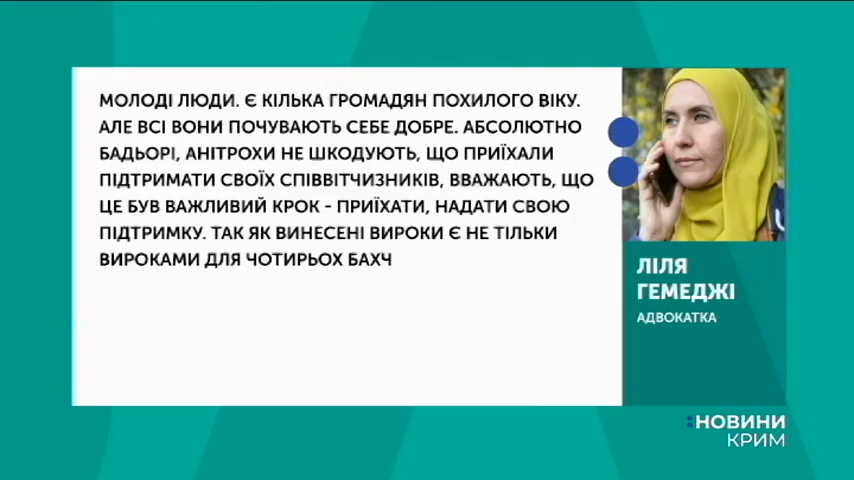 МОЛОДІ ЛЮДИ. Є КІЛЬКА ГРОМАДЯН ПОХИЛОГО ВІКУ.
АЛЕ ВСІ ВОНИ ПОЧУВАЮТЬ СЕБЕ ДОБРЕ. АБСОЛЮТНО
БАДЬОРІ, АНІТРОХИ НЕ ШКОДУЮТЬ, ЩО ПРИЇХАЛИ
ПІДТРИМАТИ СВОЇХ СПІВВІТЧИЗНИКІВ, ВВАЖАЮТЬ, ЩО
ЦЕ БУВ ВАЖЛИВИЙ КРОК - ПРИЇХАТИ, НАДАТИ СВОЮ
ПІДТРИМКУ. ТАК ЯК ВИНЕСЕНІ ВИРОКИ Є НЕ ТІЛЬКИ
ВИРОКАМИ ДЛЯ ЧОТИРЬОХ БАХЧ
ЛІЛЯ
ГЕМЕДЖІ
АДВОКАТКА
:НОВИНИ
КРИМ